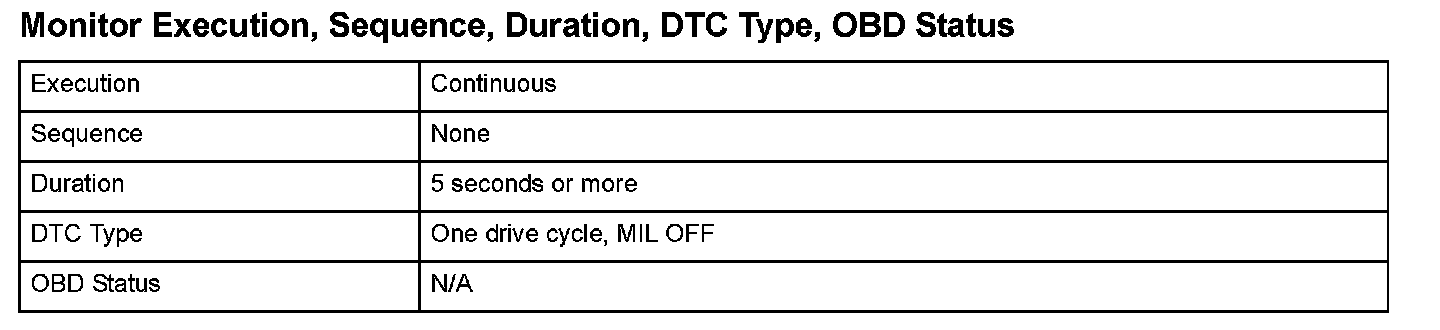 Monitor Execution, Sequence, Duration, DTC Type, OBD Status
Execution Continuous
Sequence None
Duration 5 seconds or more
DTC Type One drive cycle, MIL OFF
OBD Status N/A